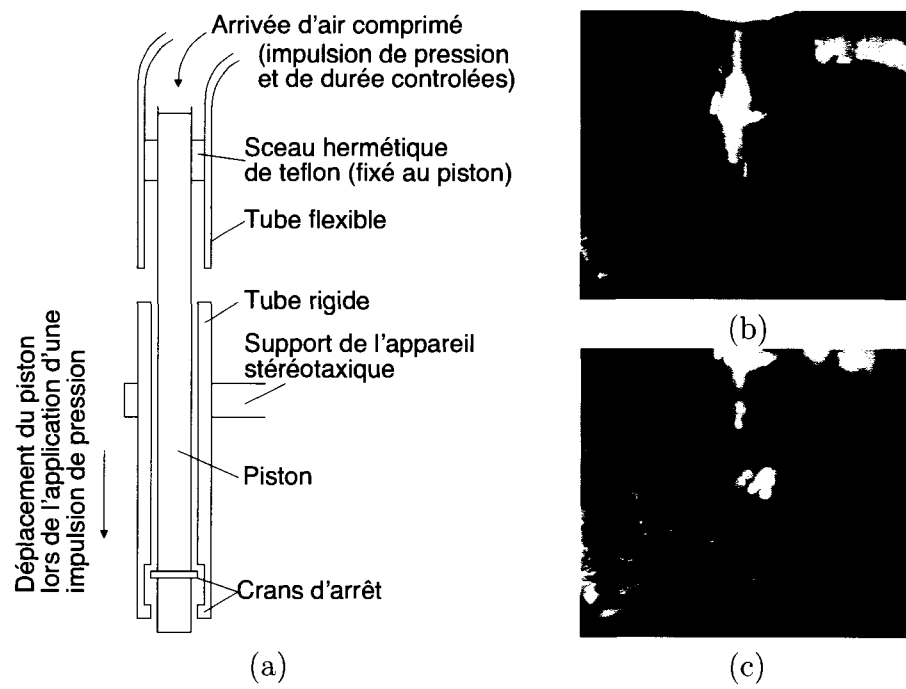 Arrivée d'air comprimé
(impulsion de pression
et de durée controlées)
Sceau hermétique
de teflon (fixé au piston)
Tube flexible
Tube rigide
Support de l'appareil
stéréotaxique
Piston
Crans d'arrêt
Déplacement du piston
lors de l'application d'une
impulsion de pression
(a)
(b)
(c)